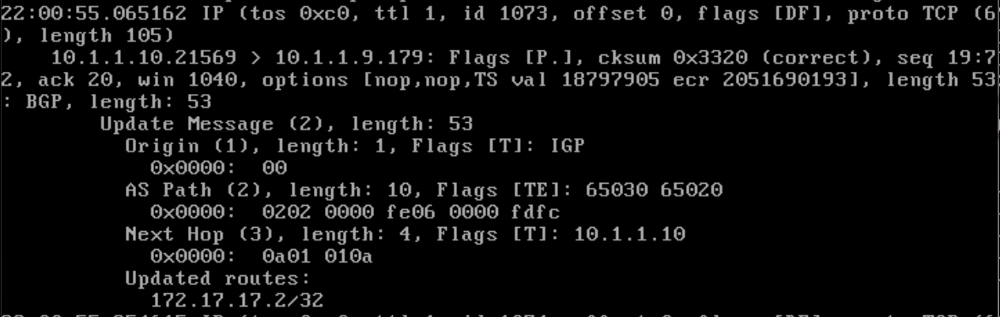 22:00:55.065162 IP (tos 0xc0, ttl 1, id 1073, offset 0, flags [DF], proto TCP (6
), length 105)
    10.1.1.10.21569 > 10.1.1.9.179: Flags [P.], cksum 0x3320 (correct), seq 19:7
2, ack 20, win 1040, options [nop,nop,TS val 18797905 ecr 2051690193], length 53
: BGP, length: 53
        Update Message (2), length: 53
          Origin (1), length: 1, Flags [T]: IGP
            0x0000:  00
          AS Path (2), length: 10, Flags [TE]: 65030 65020
            0x0000:  0202 0000 fe06 0000 fdfc
          Next Hop (3), length: 4, Flags [T]: 10.1.1.10
            0x0000:  0a01 010a
          Updated routes:
            172.17.17.2/32